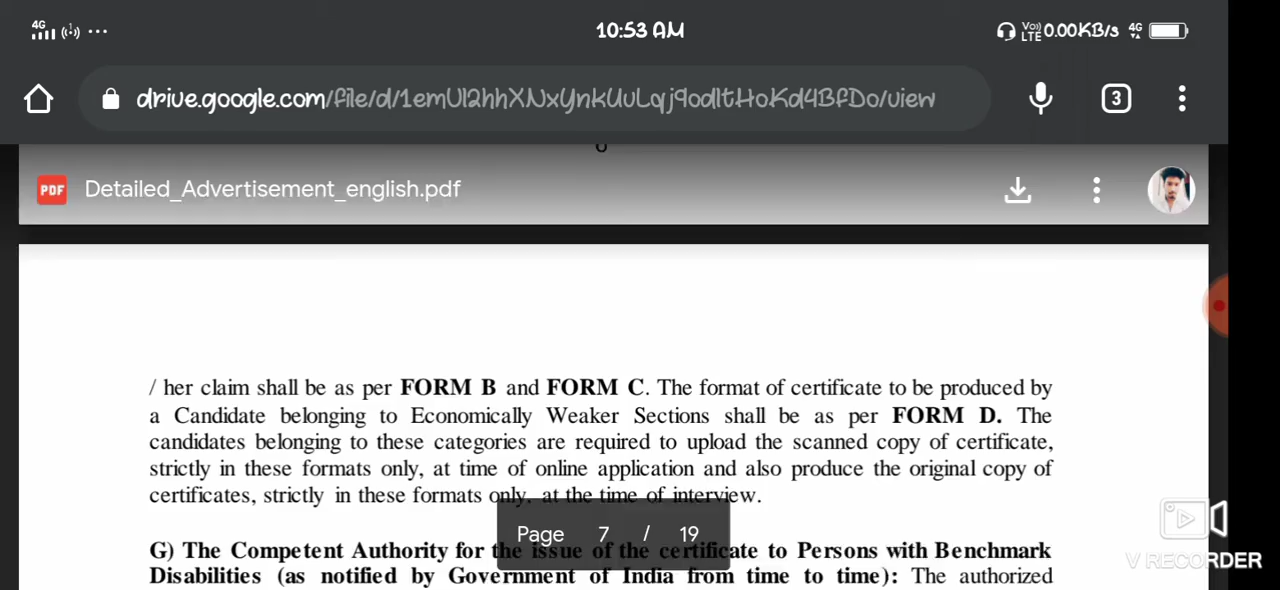 4G ... 10:53 AM Vo) LTE 0.00KB/s 4G
drive.google.com/file/d/1emUl2hhXNxYnkUuLqj9odltHoKd4BfDo/view 3
PDF Detailed_Advertisement_english.pdf
/ her claim shall be as per FORM B and FORM C. The format of certificate to be produced by
a Candidate belonging to Economically Weaker Sections shall be as per FORM D. The
candidates belonging to these categories are required to upload the scanned copy of certificate,
strictly in these formats only, at time of online application and also produce the original copy of
certificates, strictly in these formats only, at the time of interview.
Page 7 / 19
G) The Competent Authority for the issue of the certificate to Persons with Benchmark
Disabilities (as notified by Government of India from time to time): The authorized
V RECORDER